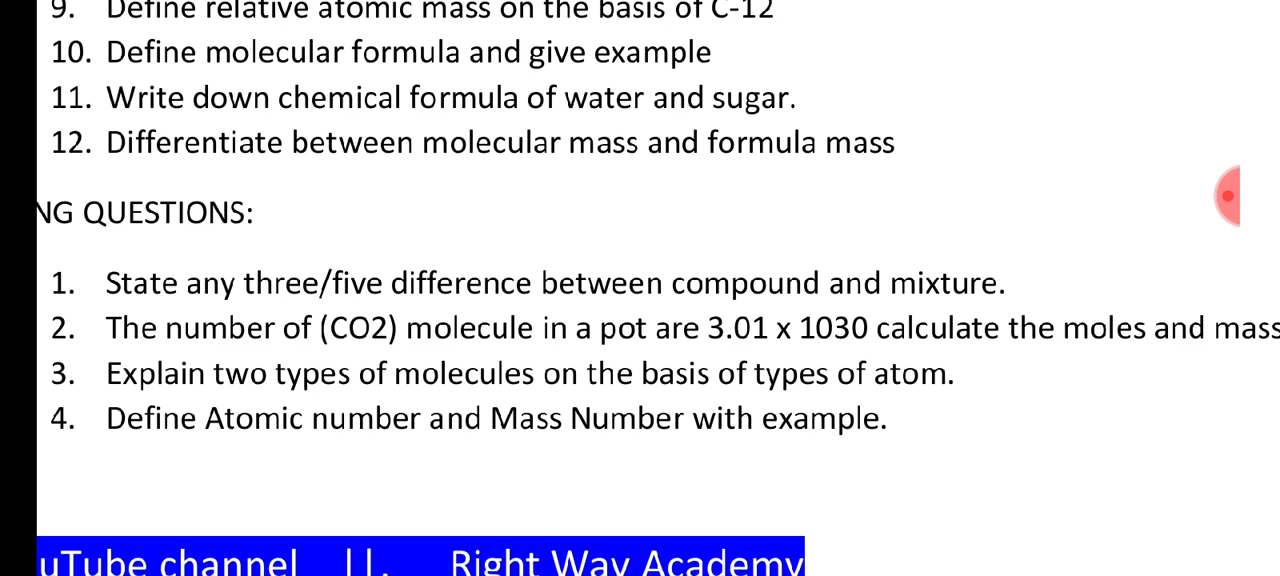 9. Define relative atomic mass on the basis of C-12
10. Define molecular formula and give example
11. Write down chemical formula of water and sugar.
12. Differentiate between molecular mass and formula mass
NG QUESTIONS:
1. State any three/five difference between compound and mixture.
2. The number of (CO2) molecule in a pot are 3.01 x 1030 calculate the moles and mass
3. Explain two types of molecules on the basis of types of atom.
4. Define Atomic number and Mass Number with example.
uTube channel ||. Right Way Academy